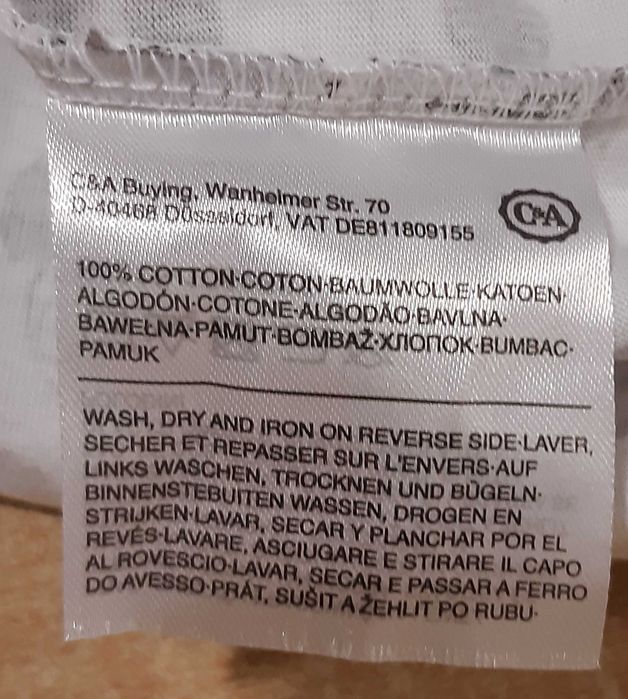 C&A Buying, Wanheimer Str. 70
D-40468 Düsseldorf, VAT DE811809155
C&A
100% COTTON·COTON·BAUMWOLLE·KATOEN·
ALGODÓN·COTONE·ALGODÃO·BAVLNA·
BAWEŁNA·PAMUT·BOMBAŽ·ХЛОПОК·BUMBAC·
PAMUK
WASH, DRY AND IRON ON REVERSE SIDE·LAVER,
SECHER ET REPASSER SUR L'ENVERS·AUF
LINKS WASCHEN, TROCKNEN UND BÜGELN·
BINNENSTEBUITEN WASSEN, DROGEN EN
STRIJKEN·LAVAR, SECAR Y PLANCHAR POR EL
REVÉS·LAVARE, ASCIUGARE E STIRARE IL CAPO
AL ROVESCIO·LAVAR, SECAR E PASSAR A FERRO
DO AVESSO·PRÁT, SUŠIT A ŽEHLIT PO RUBU·